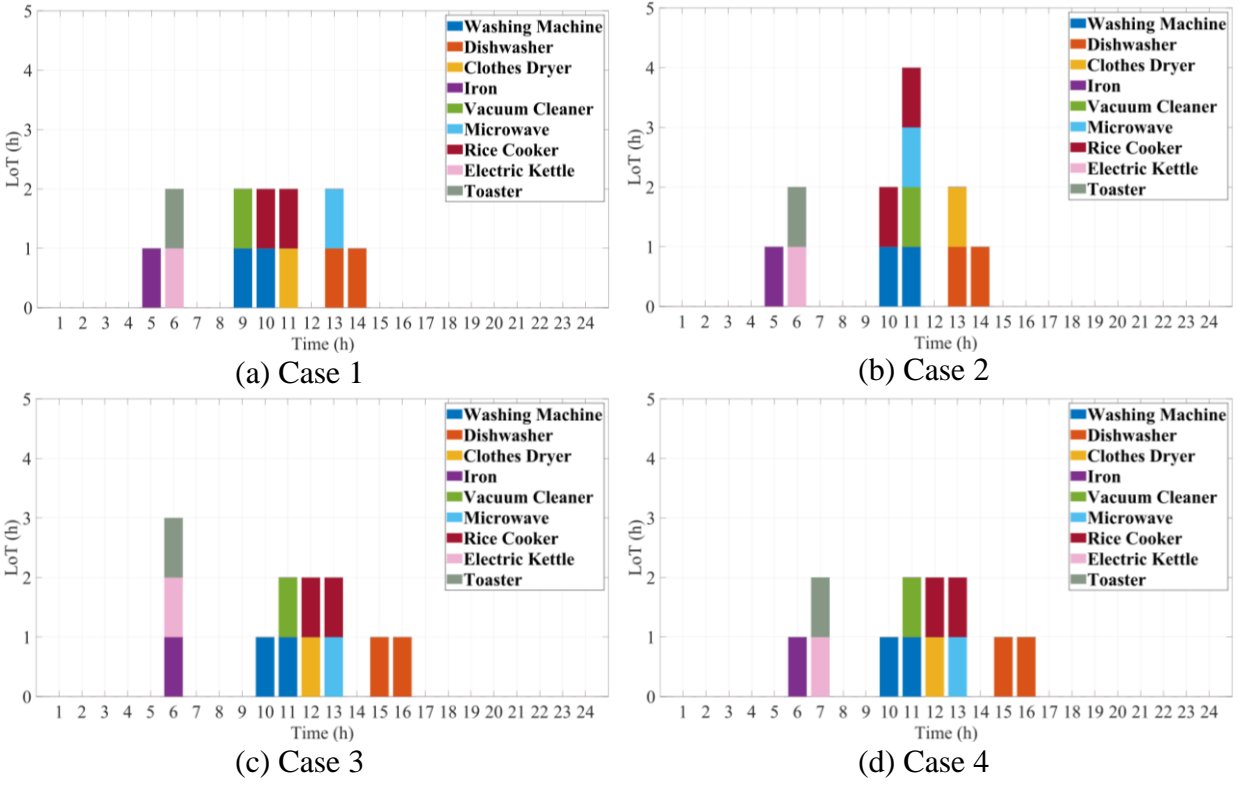 5
4
3
2
1
0
LoT (h)
Washing Machine
Dishwasher
Clothes Dryer
Iron
Vacuum Cleaner
Microwave
Rice Cooker
Electric Kettle
Toaster
1 2 3 4 5 6 7 8 9 10 11 12 13 14 15 16 17 18 19 20 21 22 23 24
Time (h)
(a) Case 1
5
4
3
2
1
0
LoT (h)
Washing Machine
Dishwasher
Clothes Dryer
Iron
Vacuum Cleaner
Microwave
Rice Cooker
Electric Kettle
Toaster
1 2 3 4 5 6 7 8 9 10 11 12 13 14 15 16 17 18 19 20 21 22 23 24
Time (h)
(b) Case 2
5
4
3
2
1
0
LoT (h)
Washing Machine
Dishwasher
Clothes Dryer
Iron
Vacuum Cleaner
Microwave
Rice Cooker
Electric Kettle
Toaster
1 2 3 4 5 6 7 8 9 10 11 12 13 14 15 16 17 18 19 20 21 22 23 24
Time (h)
(c) Case 3
5
4
3
2
1
0
LoT (h)
Washing Machine
Dishwasher
Clothes Dryer
Iron
Vacuum Cleaner
Microwave
Rice Cooker
Electric Kettle
Toaster
1 2 3 4 5 6 7 8 9 10 11 12 13 14 15 16 17 18 19 20 21 22 23 24
Time (h)
(d) Case 4